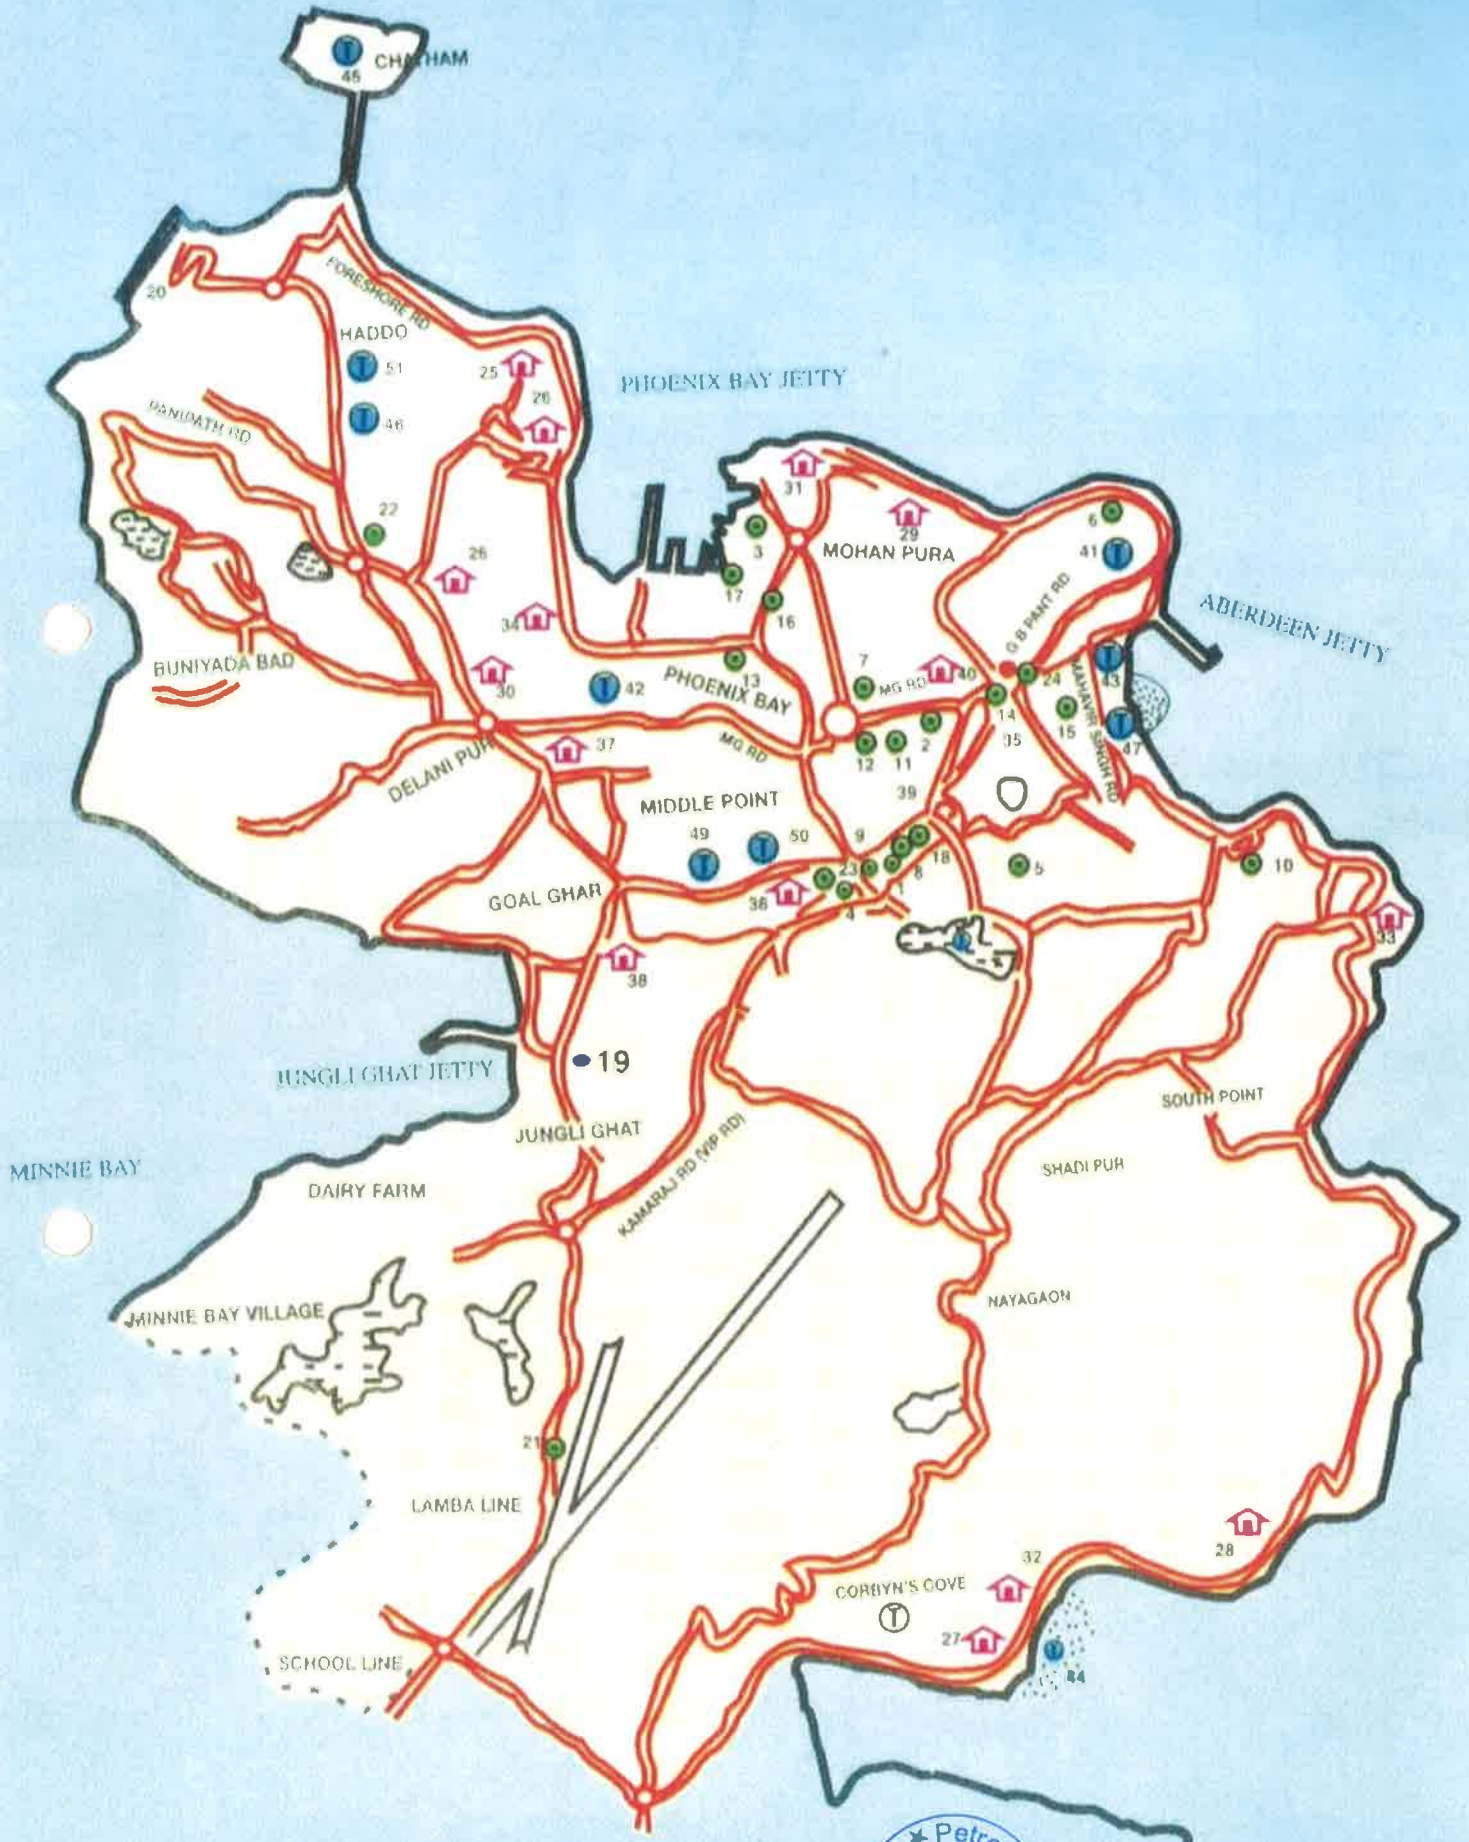 CHATHAM
45
20
FORESHORE RD
HADDO
51
46
25
26
PHOENIX BAY JETTY
PANIPATH RD
22
31
29
6
3
MOHAN PURA
41
26
17
16
34
G B PANT RD
ABERDEEN JETTY
BUNIYADA BAD
30
42
13
PHOENIX BAY
7
MG RD
40
24
43
MAHAVIR SINGH RD
14
15
35
47
2
12
11
MG RD
37
DELANI PUR
39
MIDDLE POINT
49
50
9
23
8
18
5
10
1
36
4
GOAL GHAR
33
38
19
JUNGLI GHAT JETTY
SOUTH POINT
JUNGLI GHAT
KAMARAJ RD (VIP RD)
MINNIE BAY
SHADI PUR
DAIRY FARM
MINNIE BAY VILLAGE
NAYAGAON
21
LAMBA LINE
28
32
CORBYN'S COVE
27
SCHOOL LINE
44